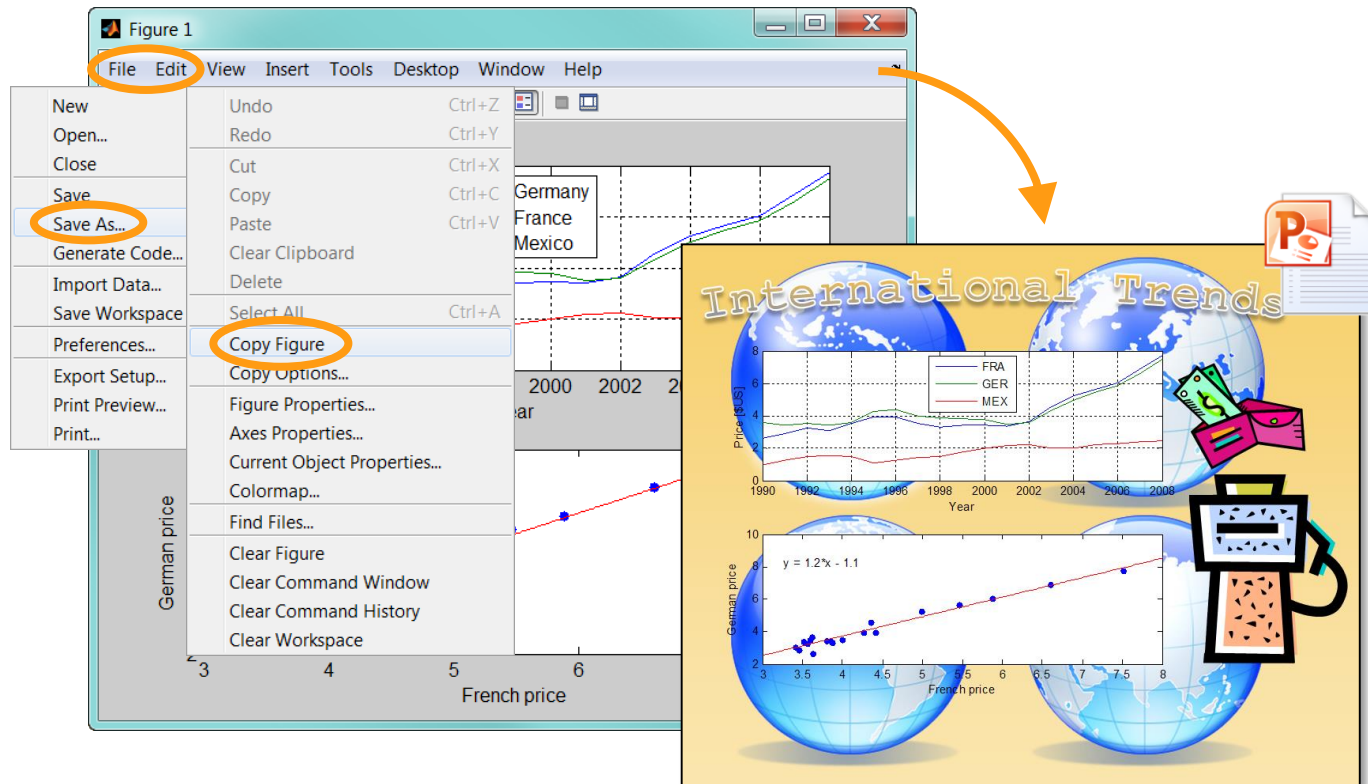 Figure 1
File Edit View Insert Tools Desktop Window Help
New
Open...
Close
Save
Save As...
Generate Code...
Import Data...
Save Workspace
Preferences...
Export Setup...
Print Preview...
Print...
Undo Ctrl+Z
Redo Ctrl+Y
Cut Ctrl+X
Copy Ctrl+C
Paste Ctrl+V
Clear Clipboard
Delete
Select All Ctrl+A
Copy Figure
Copy Options...
Figure Properties...
Axes Properties...
Current Object Properties...
Colormap...
Find Files...
Clear Figure
Clear Command Window
Clear Command History
Clear Workspace
Germany
France
Mexico
2000 2002
German price
2
3 4 5 6
French price
P
International Trends
FRA
GER
MEX
8
6
4
2
0
Price [$US]
1990 1992 1994 1996 1998 2000 2002 2004 2006 2008
Year
y = 1.2*x - 1.1
10
8
6
4
2
German price
3 3.5 4 4.5 5 5.5 6 6.5 7 7.5 8
French price
$